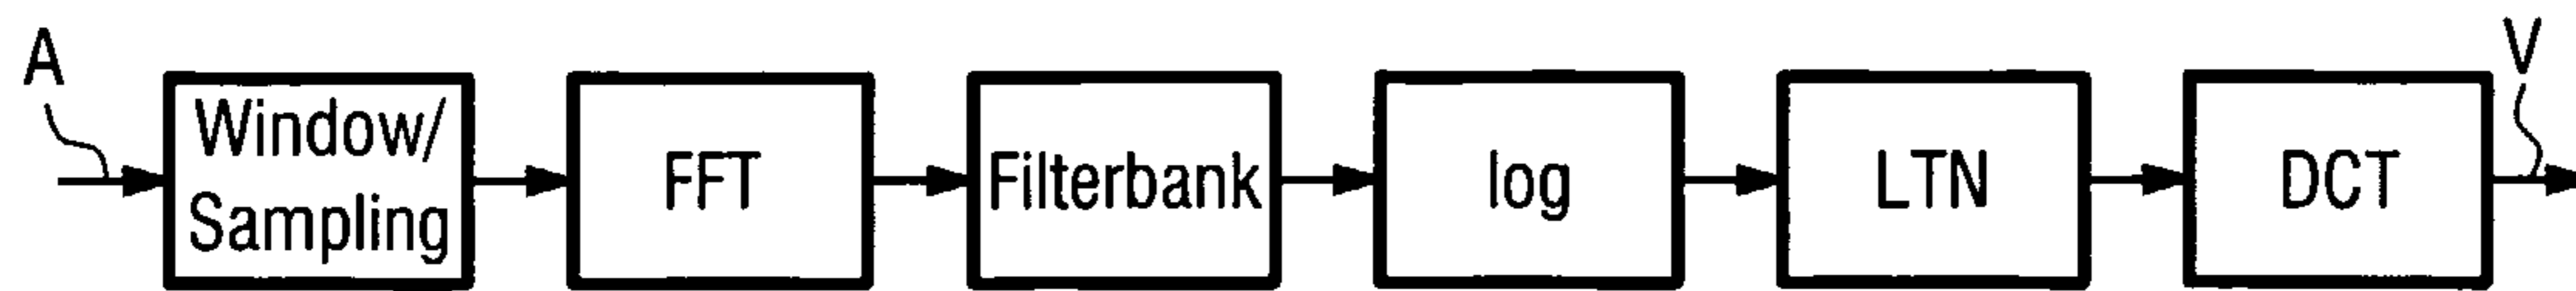 A
Window/
Sampling
FFT
Filterbank
log
LTN
DCT
V